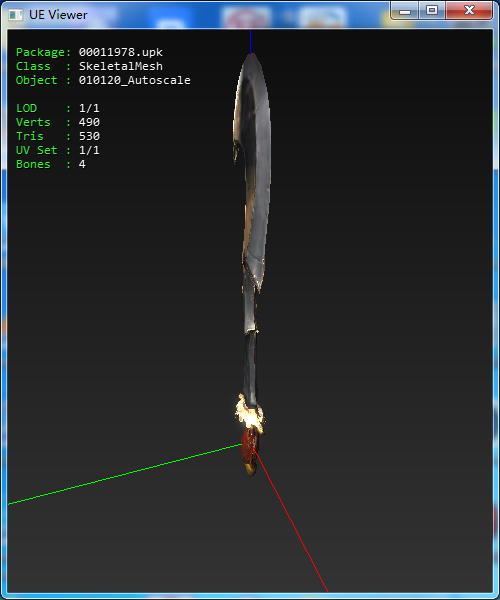 UE Viewer
Package: 00011978.upk
Class : SkeletalMesh
Object : 010120_Autoscale
LOD : 1/1
Verts : 490
Tris : 530
UV Set : 1/1
Bones : 4